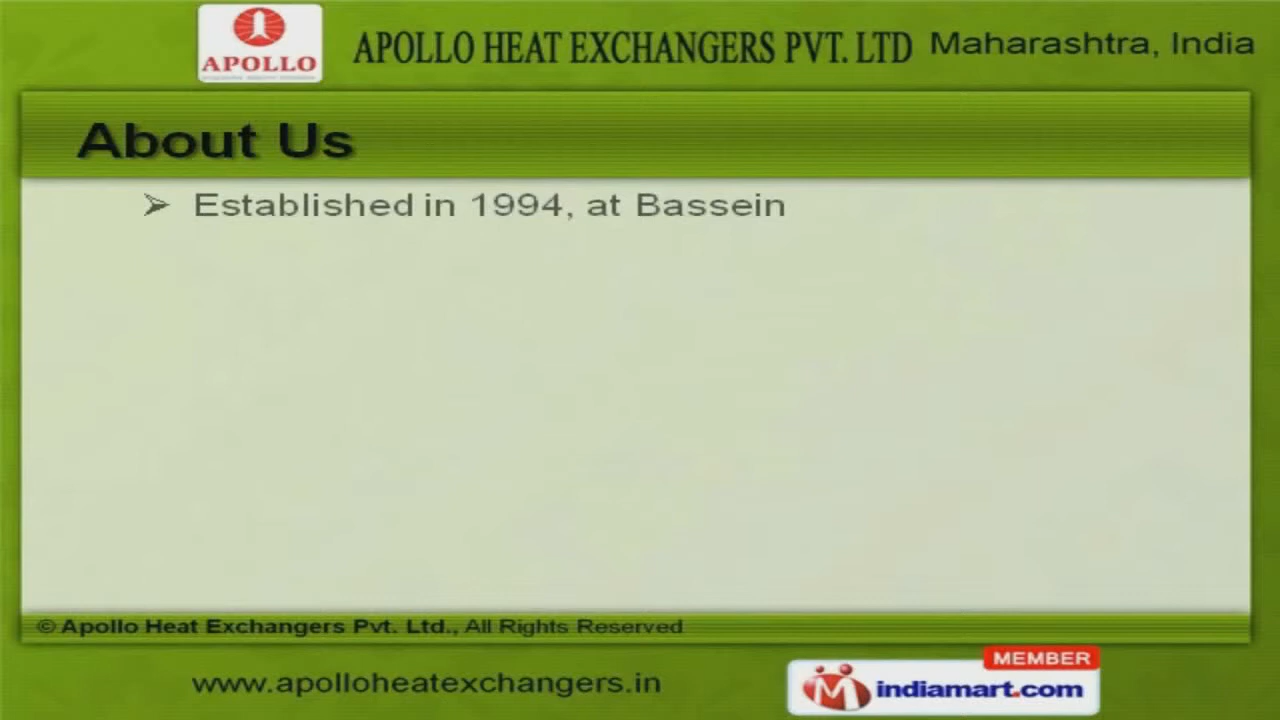 APOLLO
APOLLO HEAT EXCHANGERS PVT. LTD
Maharashtra, India
About Us
➢ Established in 1994, at Bassein
© Apollo Heat Exchangers Pvt. Ltd., All Rights Reserved
www.apolloheatexchangers.in
MEMBER
indiamart.com